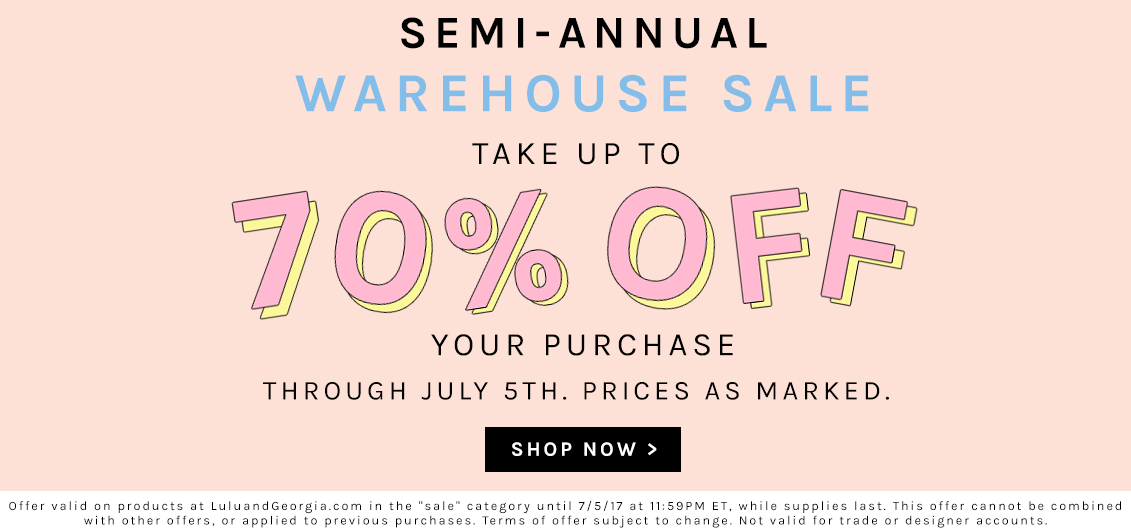 SEMI-ANNUAL
WAREHOUSE SALE
TAKE UP TO
70% OFF
YOUR PURCHASE
THROUGH JULY 5TH. PRICES AS MARKED.
SHOP NOW >
Offer valid on products at LuluandGeorgia.com in the "sale" category until 7/5/17 at 11:59PM ET, while supplies last. This offer cannot be combined
with other offers, or applied to previous purchases. Terms of offer subject to change. Not valid for trade or designer accounts.